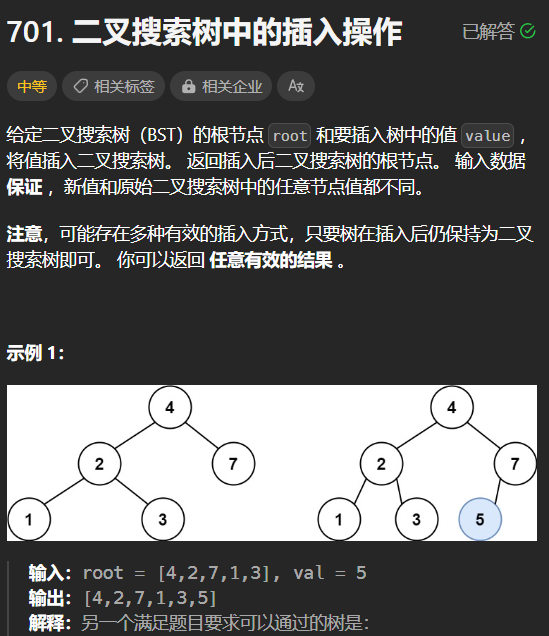 701. 二叉搜索树中的插入操作
已解答
中等
相关标签
相关企业
给定二叉搜索树（BST）的根节点 root 和要插入树中的值 value ，
将值插入二叉搜索树。 返回插入后二叉搜索树的根节点。 输入数据
保证 ，新值和原始二叉搜索树中的任意节点值都不同。
注意，可能存在多种有效的插入方式，只要树在插入后仍保持为二叉
搜索树即可。 你可以返回 任意有效的结果 。
示例 1：
4 4
2 7 2 7
1 3 1 3 5
输入：root = [4,2,7,1,3], val = 5
输出：[4,2,7,1,3,5]
解释：另一个满足题目要求可以通过的树是：